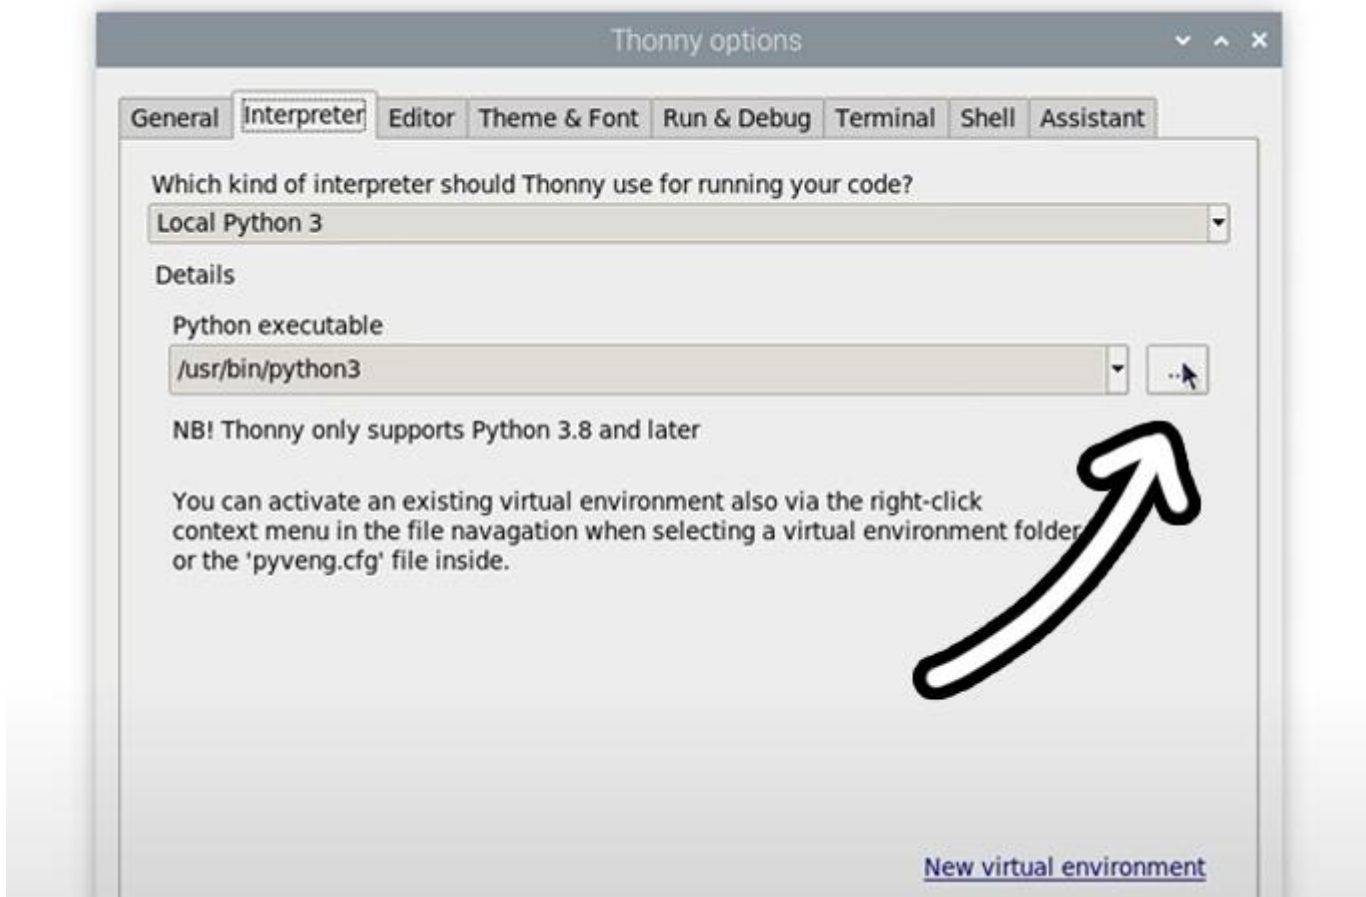 Thonny options
General Interpreter Editor Theme & Font Run & Debug Terminal Shell Assistant
Which kind of interpreter should Thonny use for running your code?
Local Python 3
Details
Python executable
/usr/bin/python3
..
NB! Thonny only supports Python 3.8 and later
You can activate an existing virtual environment also via the right-click
context menu in the file navagation when selecting a virtual environment folder
or the 'pyveng.cfg' file inside.
New virtual environment